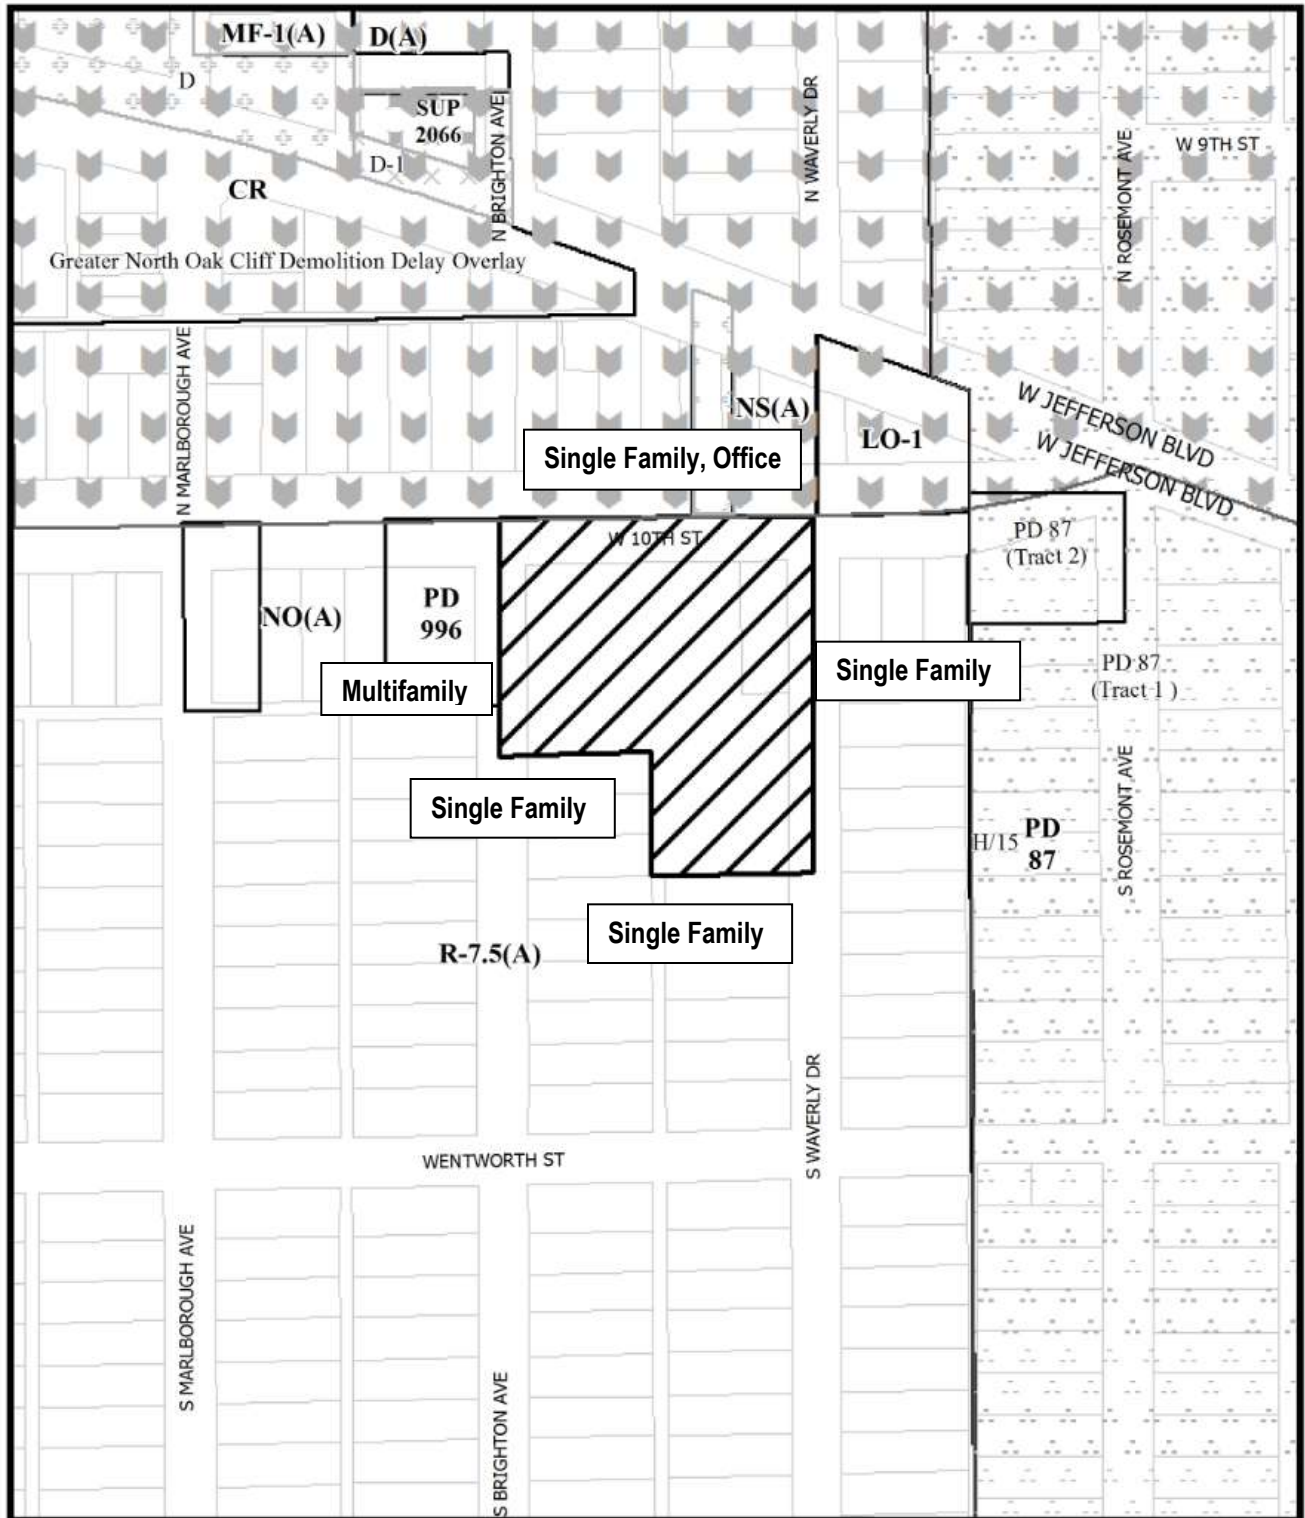 MF-1(A)
D(A)
D
SUP
2066
D-1
CR
N BRIGHTON AVE
N WAVERLY DR
N ROSEMONT AVE
W 9TH ST
Greater North Oak Cliff Demolition Delay Overlay
N MARLBOROUGH AVE
NS(A)
LO-1
W JEFFERSON BLVD
W JEFFERSON BLVD
Single Family, Office
W 10TH ST
PD 87
(Tract 2)
NO(A)
PD
996
Multifamily
Single Family
PD 87
(Tract 1 )
Single Family
H/15
PD
87
S ROSEMONT AVE
Single Family
R-7.5(A)
S WAVERLY DR
WENTWORTH ST
S MARLBOROUGH AVE
S BRIGHTON AVE